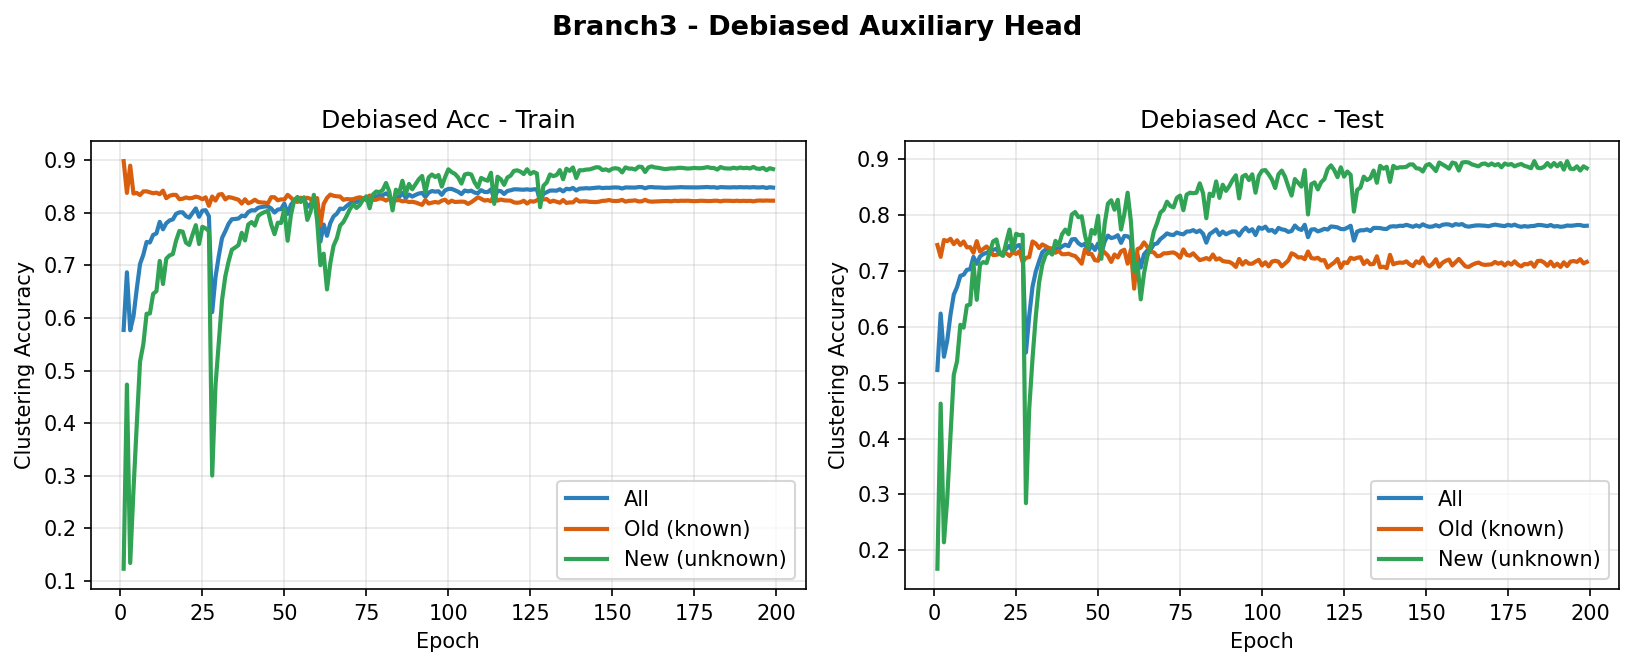 Branch3 - Debiased Auxiliary Head
Debiased Acc - Train
Clustering Accuracy
0.9
0.8
0.7
0.6
0.5
0.4
0.3
0.2
0.1
All
Old (known)
New (unknown)
0 25 50 75 100 125 150 175 200
Epoch
Debiased Acc - Test
Clustering Accuracy
0.9
0.8
0.7
0.6
0.5
0.4
0.3
0.2
All
Old (known)
New (unknown)
0 25 50 75 100 125 150 175 200
Epoch